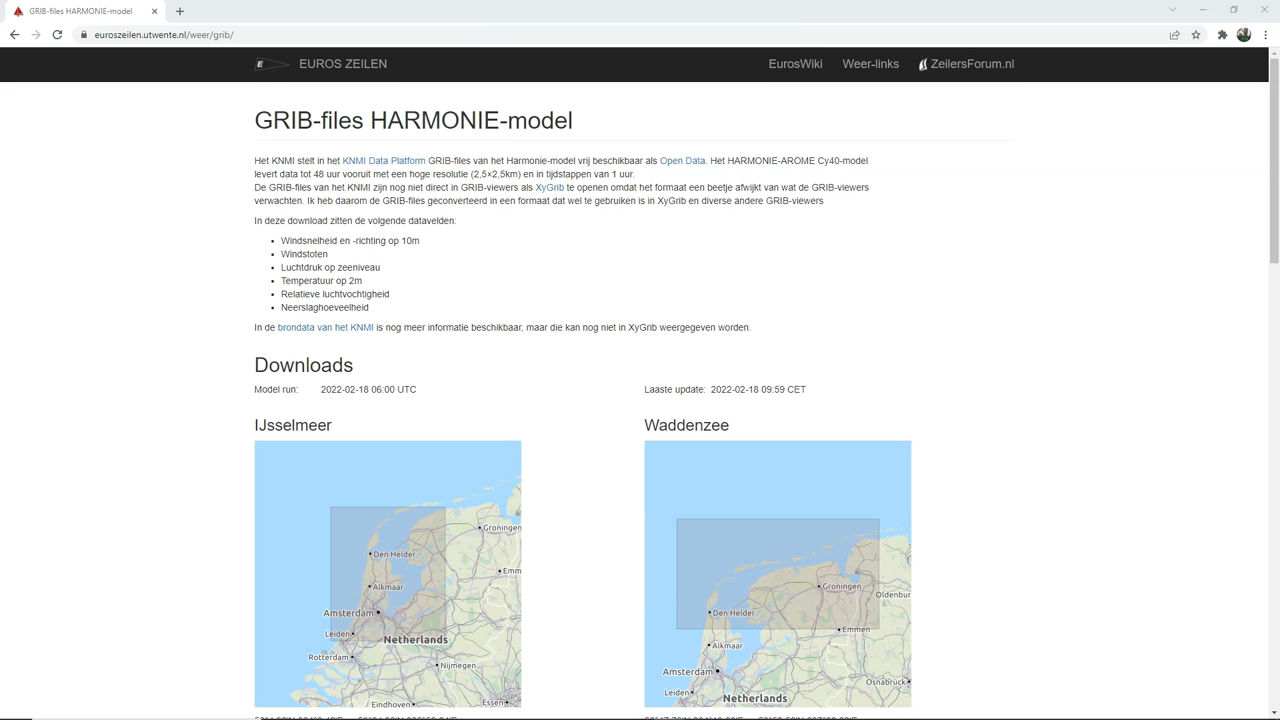 GRIB-files HARMONIE-model
euroszeilen.utwente.nl/weer/grib/
E
EUROS ZEILEN
EurosWiki
Weer-links
ZeilersForum.nl
GRIB-files HARMONIE-model
Het KNMI stelt in het KNMI Data Platform GRIB-files van het Harmonie-model vrij beschikbaar als Open Data. Het HARMONIE-AROME Cy40-model
levert data tot 48 uur vooruit met een hoge resolutie (2,5×2,5km) en in tijdstappen van 1 uur.
De GRIB-files van het KNMI zijn nog niet direct in GRIB-viewers als XyGrib te openen omdat het formaat een beetje afwijkt van wat de GRIB-viewers
verwachten. Ik heb daarom de GRIB-files geconverteerd in een formaat dat wel te gebruiken is in XyGrib en diverse andere GRIB-viewers
In deze download zitten de volgende datavelden:
Windsnelheid en -richting op 10m
Windstoten
Luchtdruk op zeeniveau
Temperatuur op 2m
Relatieve luchtvochtigheid
Neerslaghoeveelheid
In de brondata van het KNMI is nog meer informatie beschikbaar, maar die kan nog niet in XyGrib weergegeven worden.
Downloads
Model run: 2022-02-18 06:00 UTC
Laaste update: 2022-02-18 09:59 CET
IJsselmeer
Groningen
Den Helder
Emm
Alkmaar
Amsterdam
Leiden
Netherlands
Rotterdam
Nijmegen
Eindhoven
Essen
Waddenzee
Groningen
Oldenbur
Den Helder
Emmen
Alkmaar
Amsterdam
Osnabrück
Leiden
Netherlands